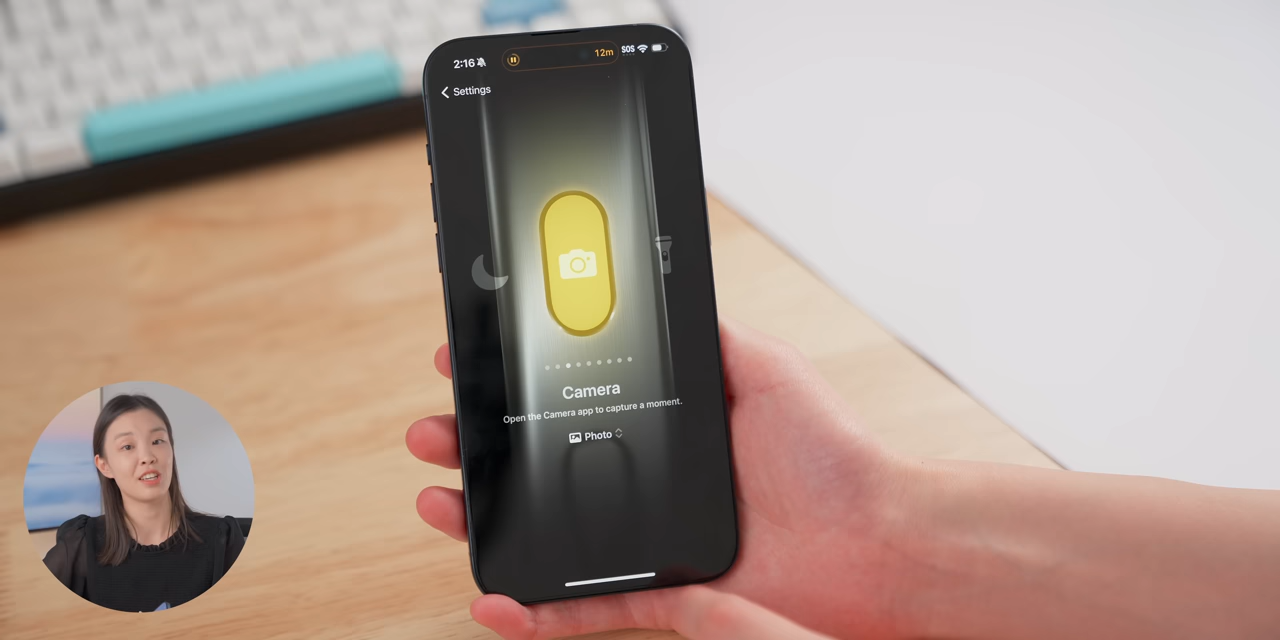 2:16
12m SOS
Settings
Camera
Open the Camera app to capture a moment.
Photo